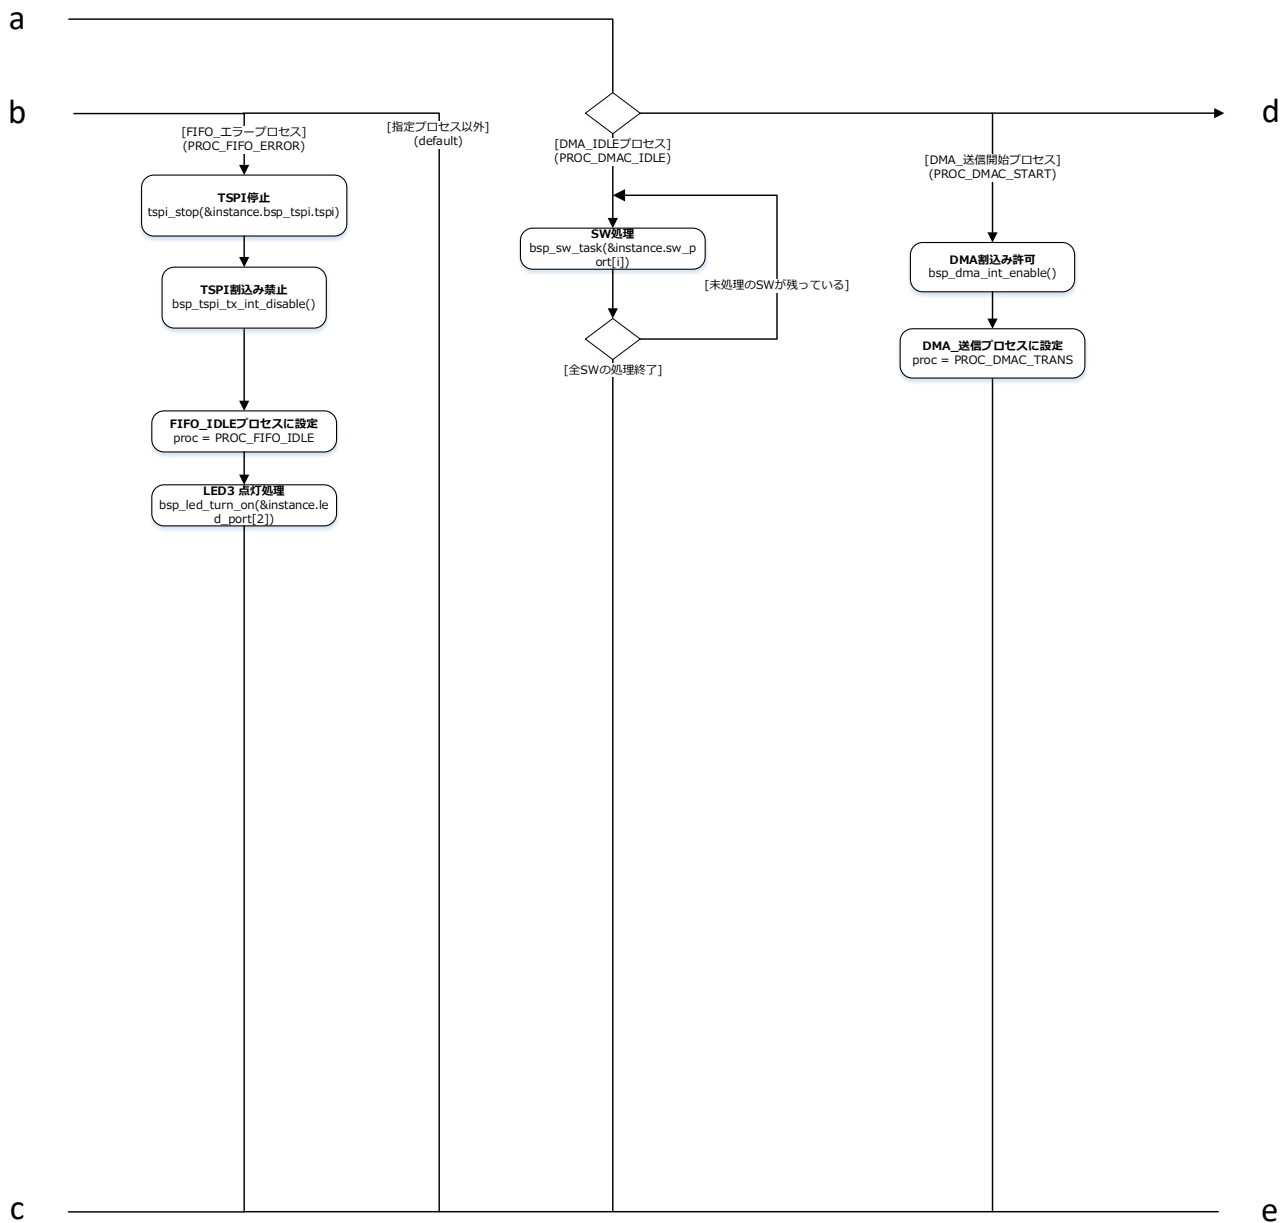 a
b
d
[FIFO_エラープロセス]
(PROC_FIFO_ERROR)
TSPI停止
tspi_stop(&instance.bsp_tspi.tspi)
TSPI割込み禁止
bsp_tspi_tx_int_disable()
FIFO_IDLEプロセスに設定
proc = PROC_FIFO_IDLE
LED3 点灯処理
bsp_led_turn_on(&instance.le
d_port[2])
[指定プロセス以外]
(default)
[DMA_IDLEプロセス]
(PROC_DMAC_IDLE)
SW処理
bsp_sw_task(&instance.sw_p
ort[i])
[未処理のSWが残っている]
[全SWの処理終了]
[DMA_送信開始プロセス]
(PROC_DMAC_START)
DMA割込み許可
bsp_dma_int_enable()
DMA_送信プロセスに設定
proc = PROC_DMAC_TRANS
c
e